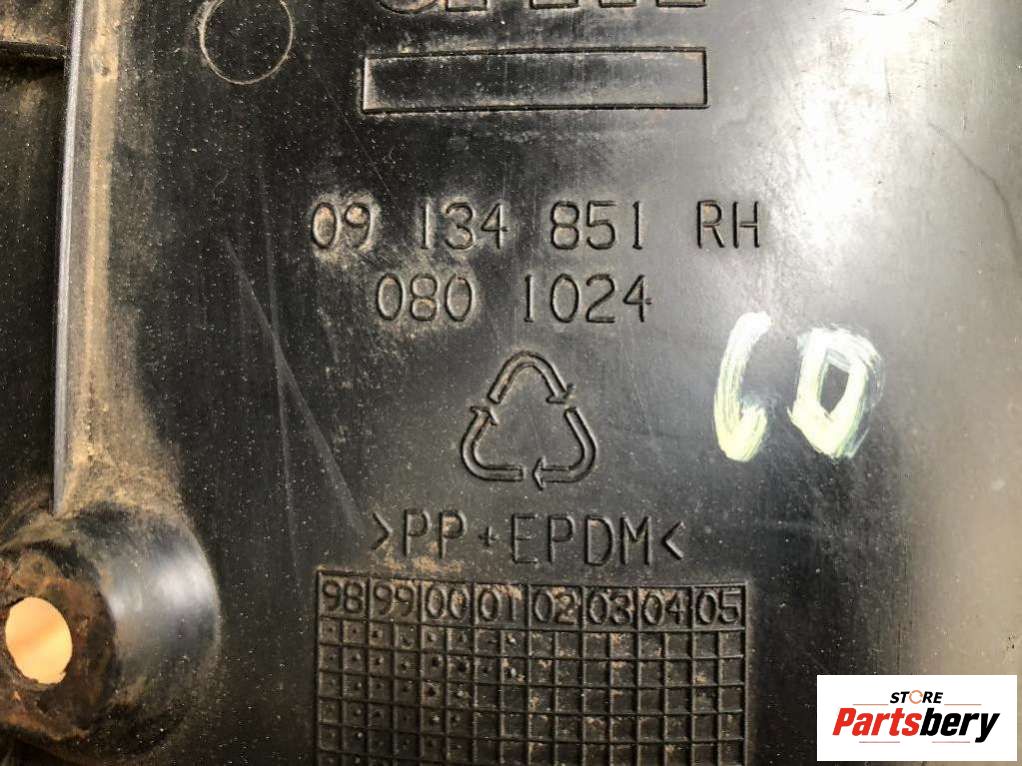 09 134 851 RH
080 1024
60
>PP+EPDM<
98 99 00 01 02 03 04 05
STORE
Partsbery